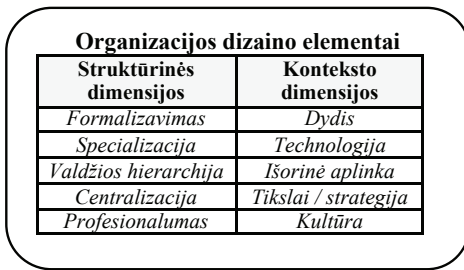 Organizacijos dizaino elementai
Struktūrinės dimensijos
Konteksto dimensijos
Formalizavimas
Dydis
Specializacija
Technologija
Valdžios hierarchija
Išorinė aplinka
Centralizacija
Tikslai / strategija
Profesionalumas
Kultūra